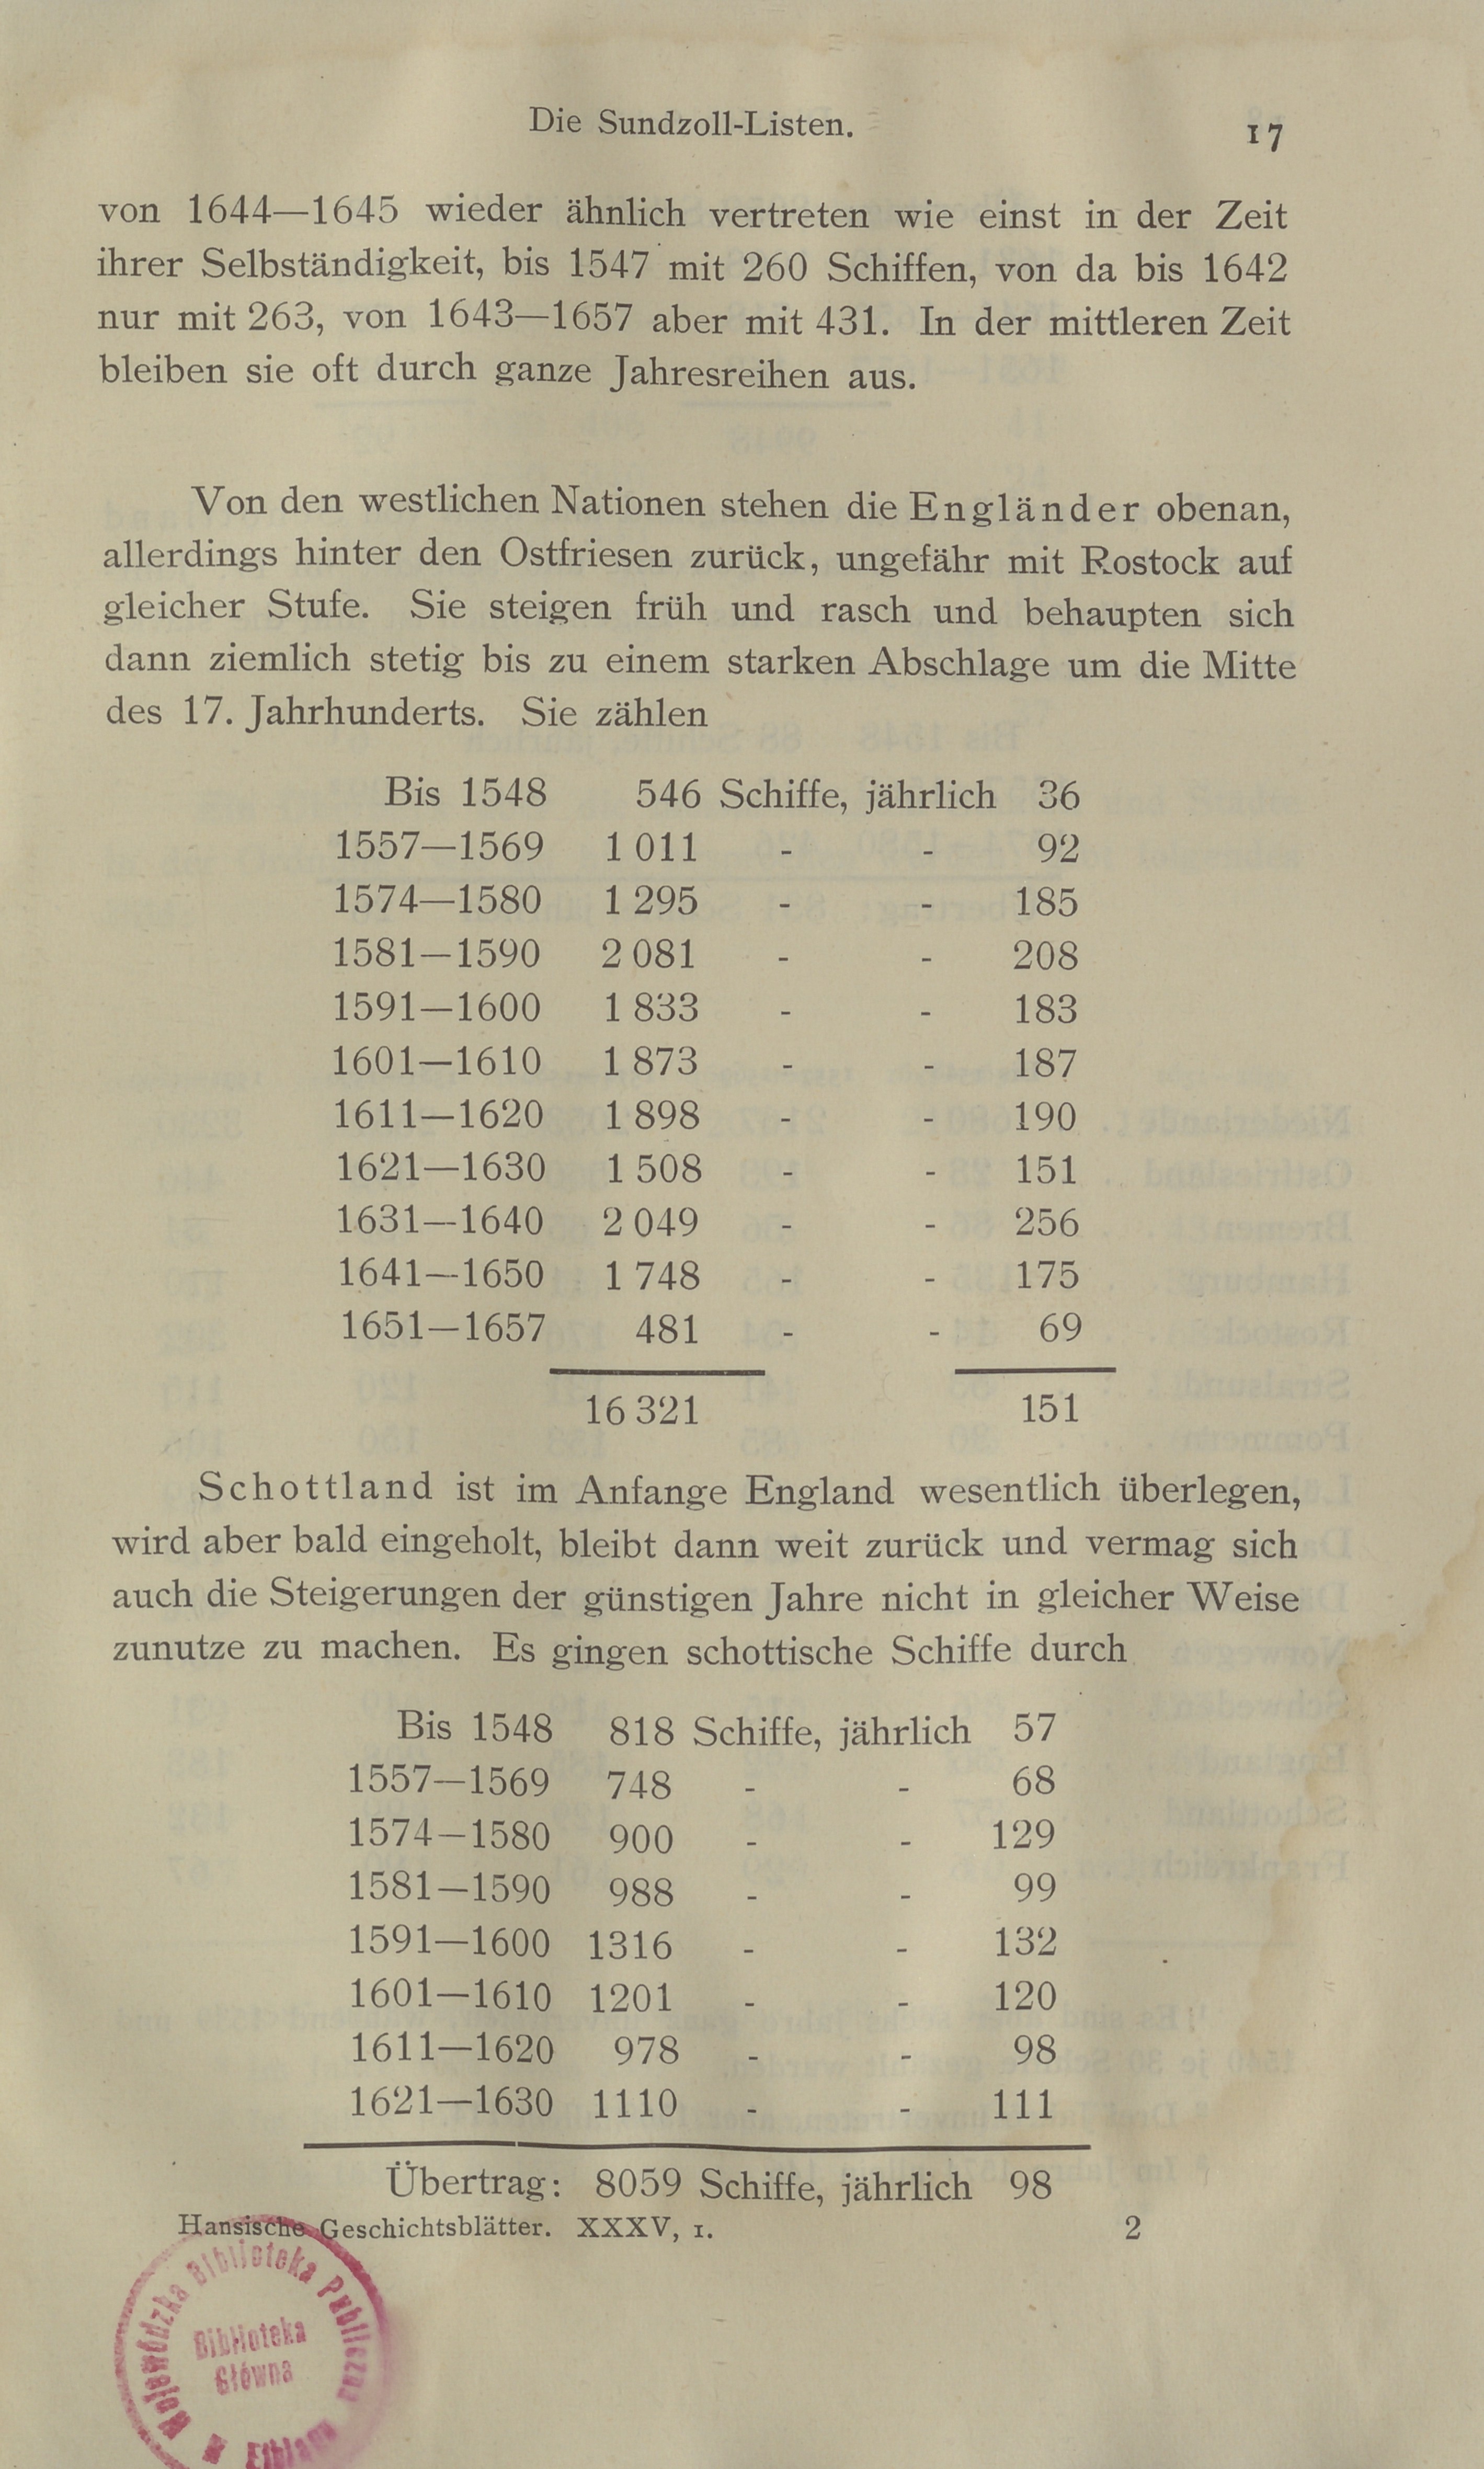 Die Sundzoll-Listen. 17
von 1644—1645 wieder ähnlich vertreten wie einst in der Zeit
ihrer Selbständigkeit, bis 1547 mit 260 Schiffen, von da bis 1642
nur mit 263, von 1643—1657 aber mit 431. In der mittleren Zeit
bleiben sie oft durch ganze Jahresreihen aus.
Von den westlichen Nationen stehen die Engländer obenan,
allerdings hinter den Ostfriesen zurück, ungefähr mit Rostock auf
gleicher Stufe. Sie steigen früh und rasch und behaupten sich
dann ziemlich stetig bis zu einem starken Abschlage um die Mitte
des 17. Jahrhunderts. Sie zählen
Bis 1548 546 Schiffe, jährlich 36
1557—1569 1 011 - - 92
1574—1580 1 295 - - 185
1581—1590 2 081 - - 208
1591—1600 1 833 - - 183
1601—1610 1 873 - - 187
1611—1620 1 898 - - 190
1621—1630 1 508 - - 151
1631—1640 2 049 - - 256
1641—1650 1 748 - - 175
1651—1657 481 - - 69
16 321 151
Schottland ist im Anfange England wesentlich überlegen,
wird aber bald eingeholt, bleibt dann weit zurück und vermag sich
auch die Steigerungen der günstigen Jahre nicht in gleicher Weise
zunutze zu machen. Es gingen schottische Schiffe durch
Bis 1548 818 Schiffe, jährlich 57
1557—1569 748 - - 68
1574—1580 900 - - 129
1581—1590 988 - - 99
1591—1600 1316 - - 132
1601—1610 1201 - - 120
1611—1620 978 - - 98
1621—1630 1110 - - 111
Übertrag: 8059 Schiffe, jährlich 98
Hansische Geschichtsblätter. XXXV, 1. 2
Wojewódzka Biblioteka Publiczna
Biblioteka
Główna
w